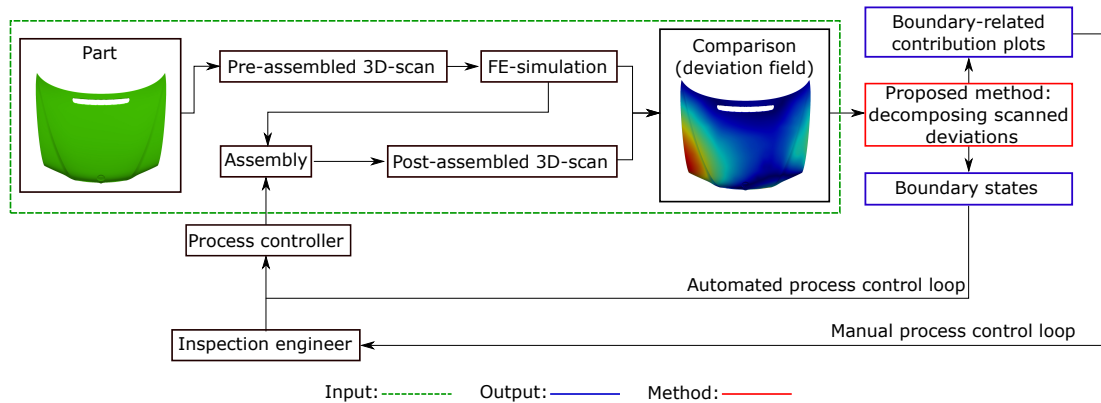 Part
Pre-assembled 3D-scan
FE-simulation
Comparison
(deviation field)
Boundary-related
contribution plots
Proposed method:
decomposing scanned
deviations
Assembly
Post-assembled 3D-scan
Boundary states
Process controller
Automated process control loop
Inspection engineer
Manual process control loop
Input:
Output:
Method: